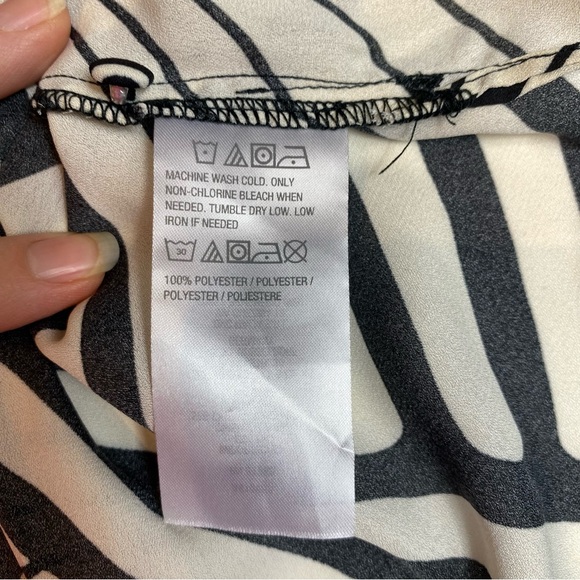 MACHINE WASH COLD. ONLY
NON-CHLORINE BLEACH WHEN
NEEDED. TUMBLE DRY LOW. LOW
IRON IF NEEDED
30
100% POLYESTER / POLYESTER /
POLYESTER / POLIESTERE